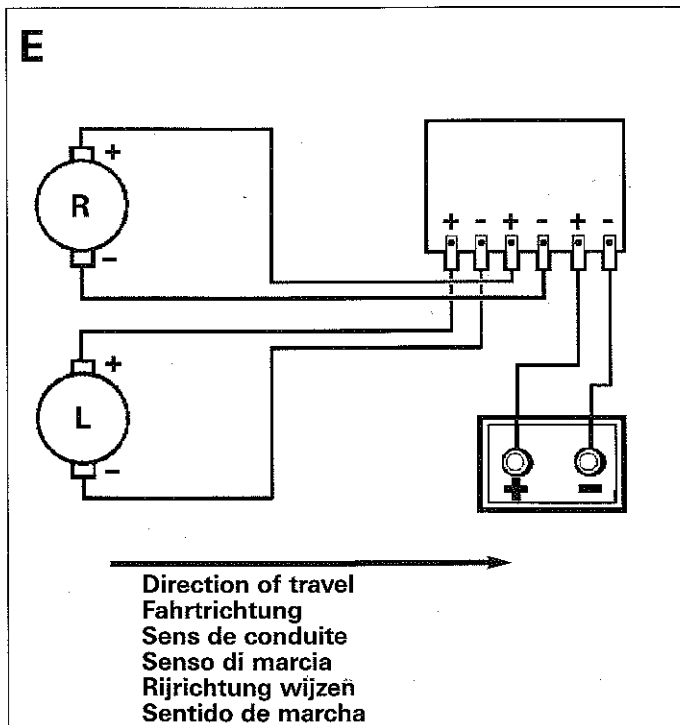 E
+
R
-
+ - + - + -
+
L
-
+ -
Direction of travel
Fahrtrichtung
Sens de conduite
Senso di marcia
Rijrichtung wijzen
Sentido de marcha